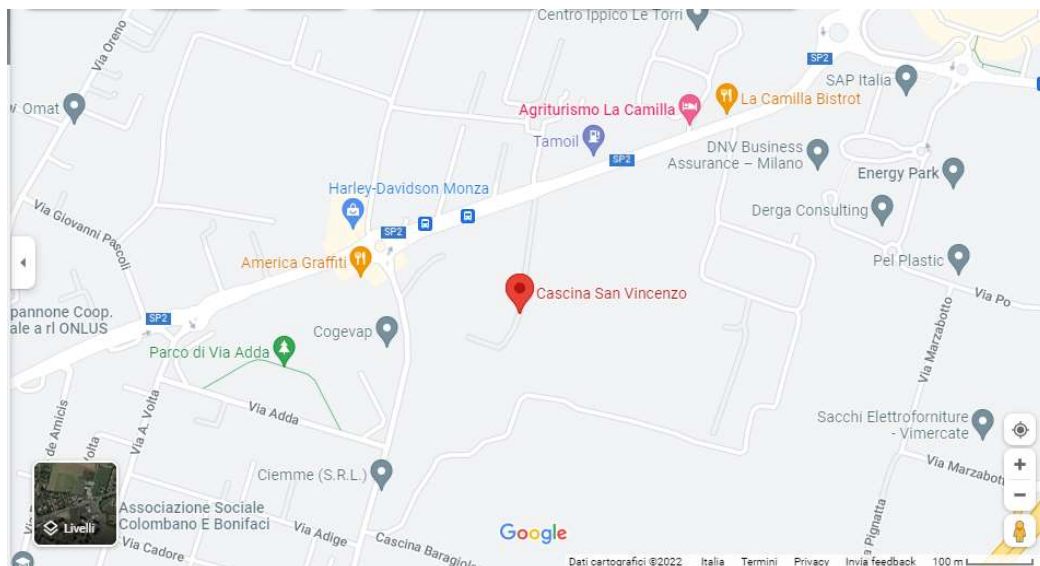 Centro Ippico Le Torri
Via Oreno
SP2
SAP Italia
Omat
Agriturismo La Camilla
La Camilla Bistrot
Tamoil
SP2
DNV Business
Assurance – Milano
Energy Park
Harley-Davidson Monza
Via Giovanni Pascoli
Derga Consulting
SP2
America Graffiti
Pel Plastic
Cascina San Vincenzo
Via Po
pannone Coop.
ale a rl ONLUS
SP2
Cogevap
Via Marzabotto
Parco di Via Adda
Via Adda
de Amicis
Volta
Via A. Volta
Sacchi Elettroforniture
- Vimercate
Ciemme (S.R.L.)
Via Marzabott
Livelli
Associazione Sociale
Colombano E Bonifaci
Via Adige
Via Cadore
Cascina Baragiol
Via Pignatta
Google
Dati cartografici ©2022 Italia Termini Privacy Invia feedback 100 m